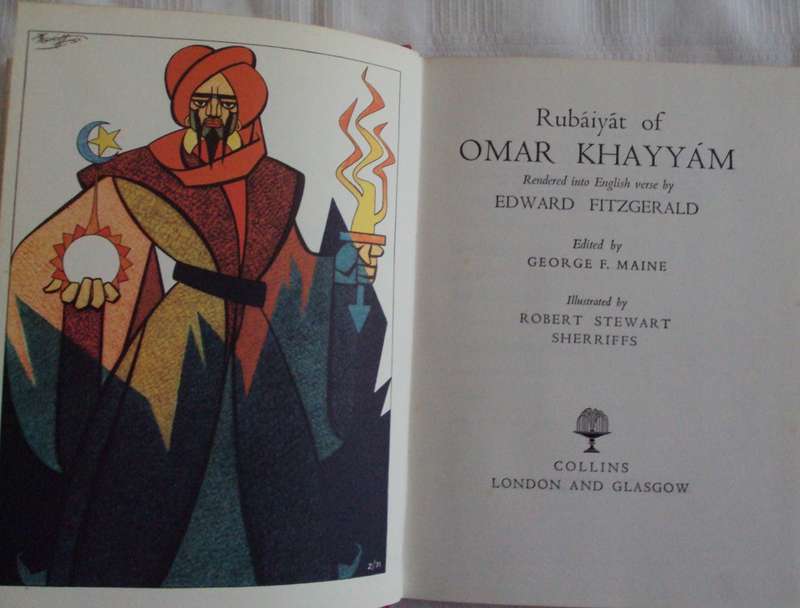 Rubáiyát of
OMAR KHAYYÁM
Rendered into English verse by
EDWARD FITZGERALD
Edited by
GEORGE F. MAINE
Illustrated by
ROBERT STEWART
SHERRIFFS
COLLINS
LONDON AND GLASGOW